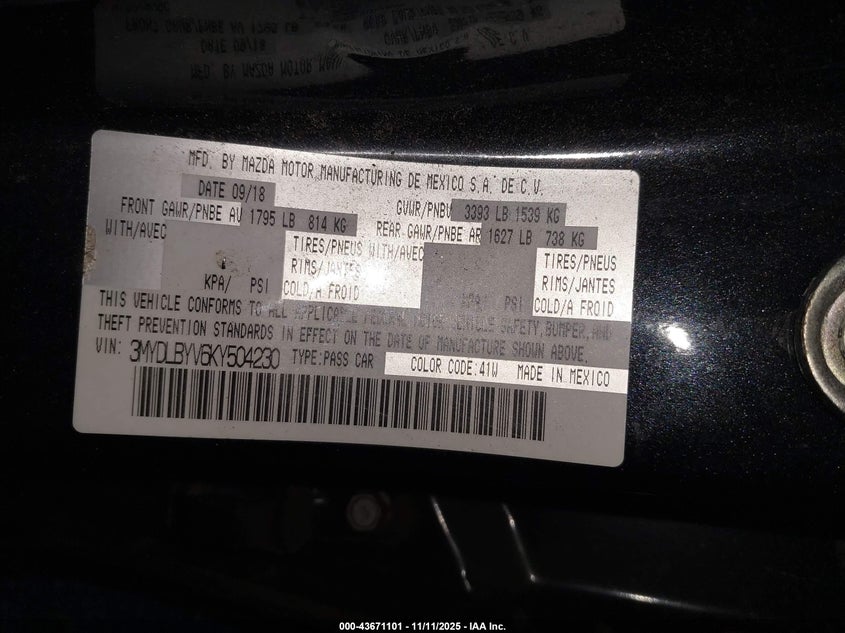 MFD. BY MAZDA MOTOR MANUFACTURING DE MEXICO S.A. DE C.V.
DATE 09/18
GVWR/PNBV 3393 LB 1539 KG
FRONT GAWR/PNBE AV 1795 LB 814 KG
REAR GAWR/PNBE AR 1627 LB 738 KG
WITH/AVEC
TIRES/PNEUS WITH/AVEC
TIRES/PNEUS
RIMS/JANTES
RIMS/JANTES
KPA/ PSI COLD/A FROID
KPA/ PSI COLD/A FROID
THIS VEHICLE CONFORMS TO ALL APPLICABLE FEDERAL MOTOR VEHICLE SAFETY, BUMPER, AND
THEFT PREVENTION STANDARDS IN EFFECT ON THE DATE OF MANUFACTURE SHOWN ABOVE.
VIN: 3MYDLBYV6KY504230 TYPE:PASS CAR COLOR CODE:41W MADE IN MEXICO
000-43671101 - 11/11/2025 - IAA Inc.